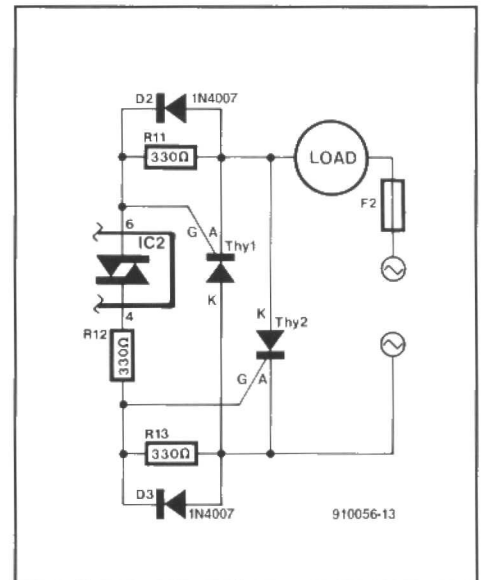 D2 1N4007
R11
330Ω
LOAD
F2
6
G A
IC2
Thy1
K
4
K
Thy2
R12
330Ω
G A
R13
330Ω
D3
1N4007
910056-13